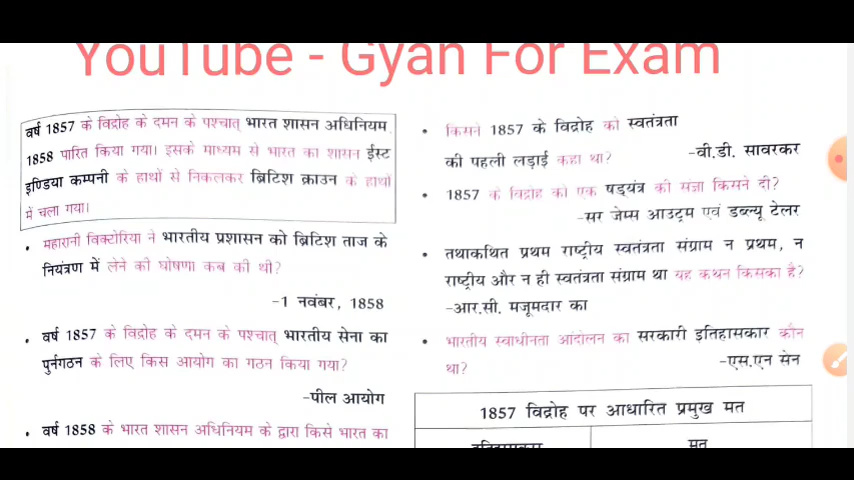 YouTube - Gyan For Exam
वर्ष 1857 के विद्रोह के दमन के पश्चात् भारत शासन अधिनियम
1858 पारित किया गया। इसके माध्यम से भारत का शासन ईस्ट
इण्डिया कम्पनी के हाथों से निकलकर ब्रिटिश क्राउन के हाथों
में चला गया।
• महारानी विक्टोरिया ने भारतीय प्रशासन को ब्रिटिश ताज के
नियंत्रण में लेने की घोषणा कब की थी?
-1 नवंबर, 1858
• वर्ष 1857 के विद्रोह के दमन के पश्चात् भारतीय सेना का
पुर्नगठन के लिए किस आयोग का गठन किया गया?
-पील आयोग
• वर्ष 1858 के भारत शासन अधिनियम के द्वारा किसे भारत का
• किसने 1857 के विद्रोह को स्वतंत्रता
की पहली लड़ाई कहा था? -वी.डी. सावरकर
• 1857 के विद्रोह को एक षड्यंत्र की संज्ञा किसने दी?
-सर जेम्स आउट्रम एवं डब्ल्यू टेलर
• तथाकथित प्रथम राष्ट्रीय स्वतंत्रता संग्राम न प्रथम, न
राष्ट्रीय और न ही स्वतंत्रता संग्राम था यह कथन किसका है?
-आर.सी. मजूमदार का
• भारतीय स्वाधीनता आंदोलन का सरकारी इतिहासकार कौन
था? -एस.एन सेन
1857 विद्रोह पर आधारित प्रमुख मत
इतिहासकार मत